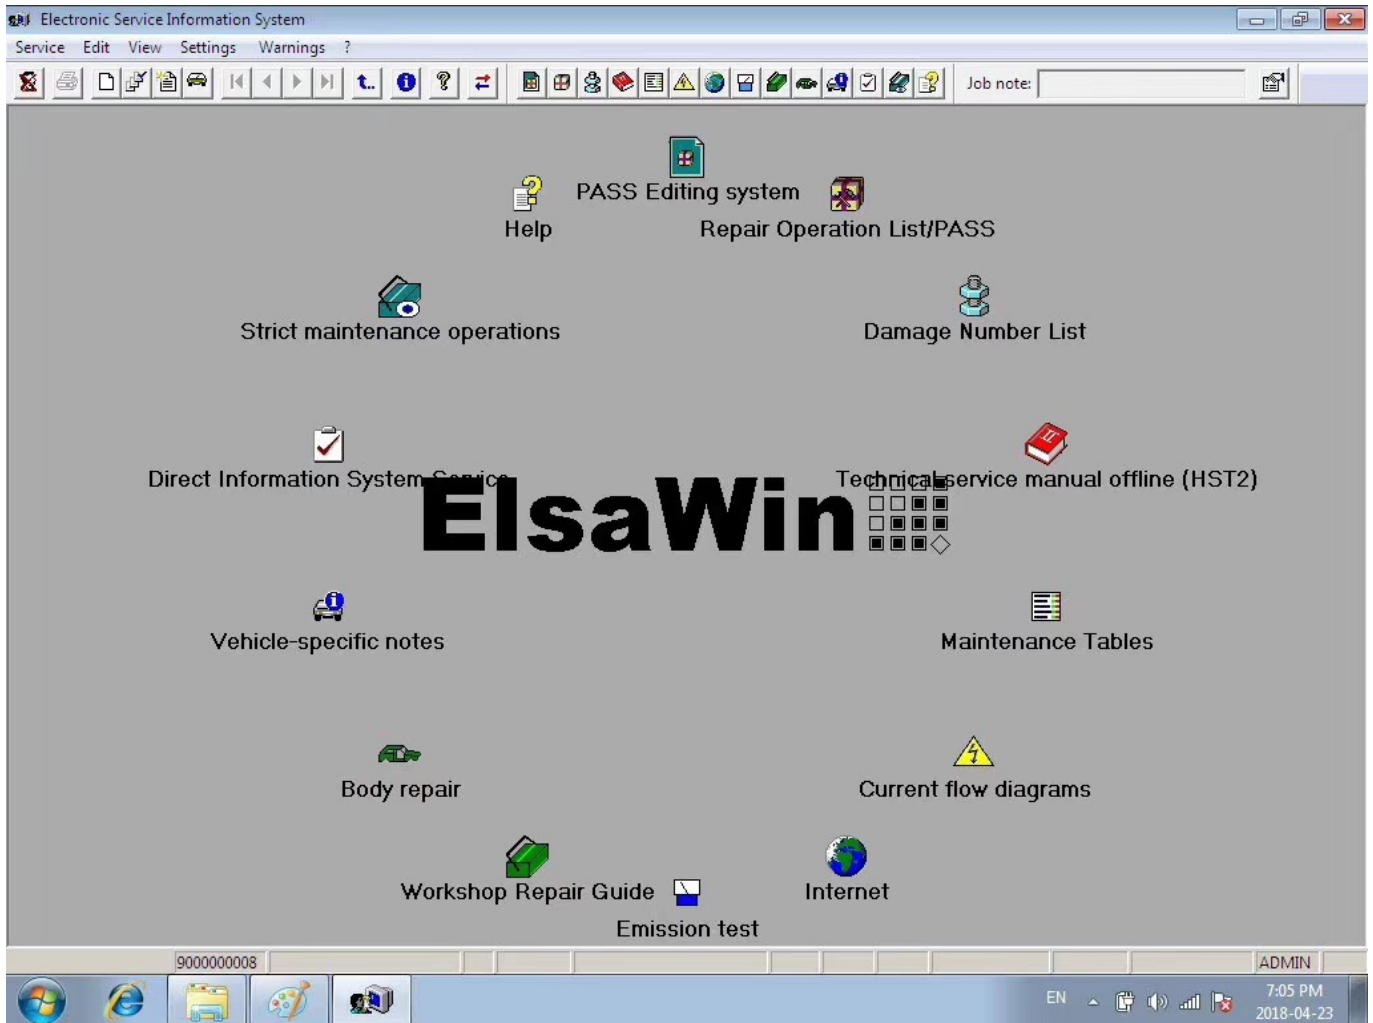 Electronic Service Information System
Service Edit View Settings Warnings ?
Job note:
PASS Editing system
Help
Repair Operation List/PASS
Strict maintenance operations
Damage Number List
Direct Information System Service
Technical service manual offline (HST2)
ElsaWin
Vehicle-specific notes
Maintenance Tables
Body repair
Current flow diagrams
Workshop Repair Guide
Internet
Emission test
9000000008
ADMIN
EN
7:05 PM
2018-04-23